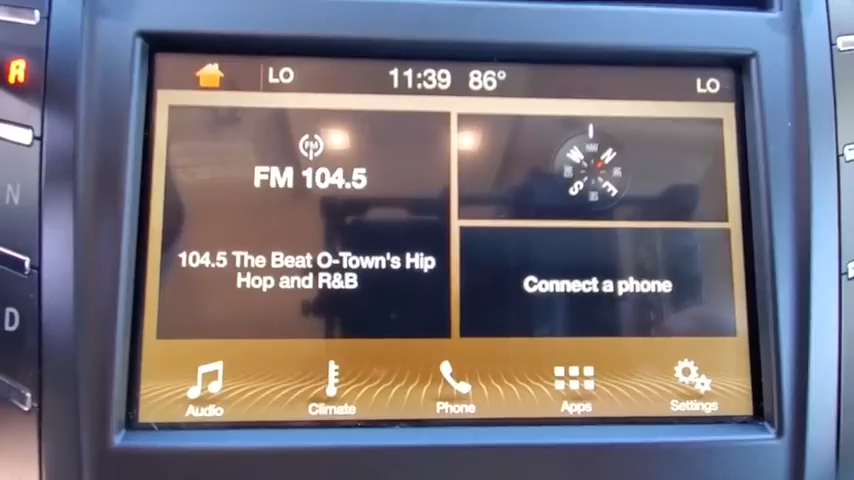 R
N
D
LO
11:39 86°
LO
FM
FM 104.5
104.5 The Beat O-Town's Hip
Hop and R&B
W
N
S
E
Connect a phone
Audio
Climate
Phone
Apps
Settings